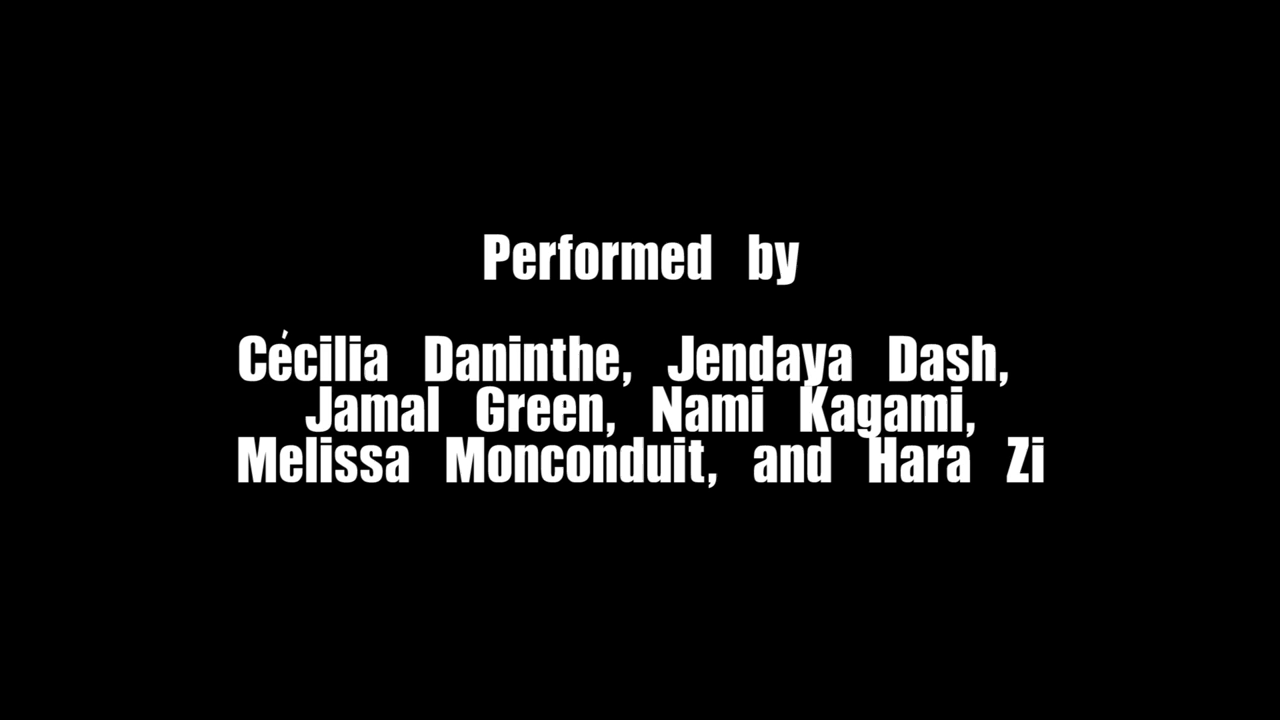 Performed by
Cécilia Daninthe, Jendaya Dash,
Jamal Green, Nami Kagami,
Melissa Monconduit, and Hara Zi